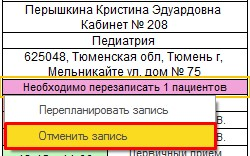 Перышкина Кристина Эдуардовна
Кабинет № 208
Педиатрия
625048, Тюменская обл, Тюмень г,
Мельникайте ул, дом № 75
Необходимо перезаписать 1 пациентов
Перепланировать запись
в.
Отменить запись
в.
Первичный прием